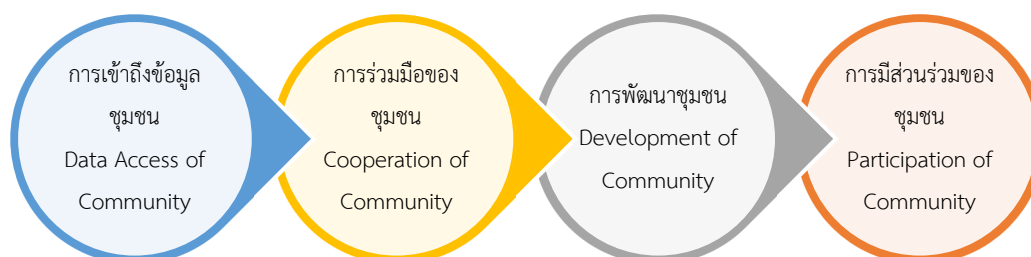 การเข้าถึงข้อมูล
ชุมชน
Data Access of
Community
การร่วมมือของ
ชุมชน
Cooperation of
Community
การพัฒนาชุมชน
Development of
Community
การมีส่วนร่วมของ
ชุมชน
Participation of
Community